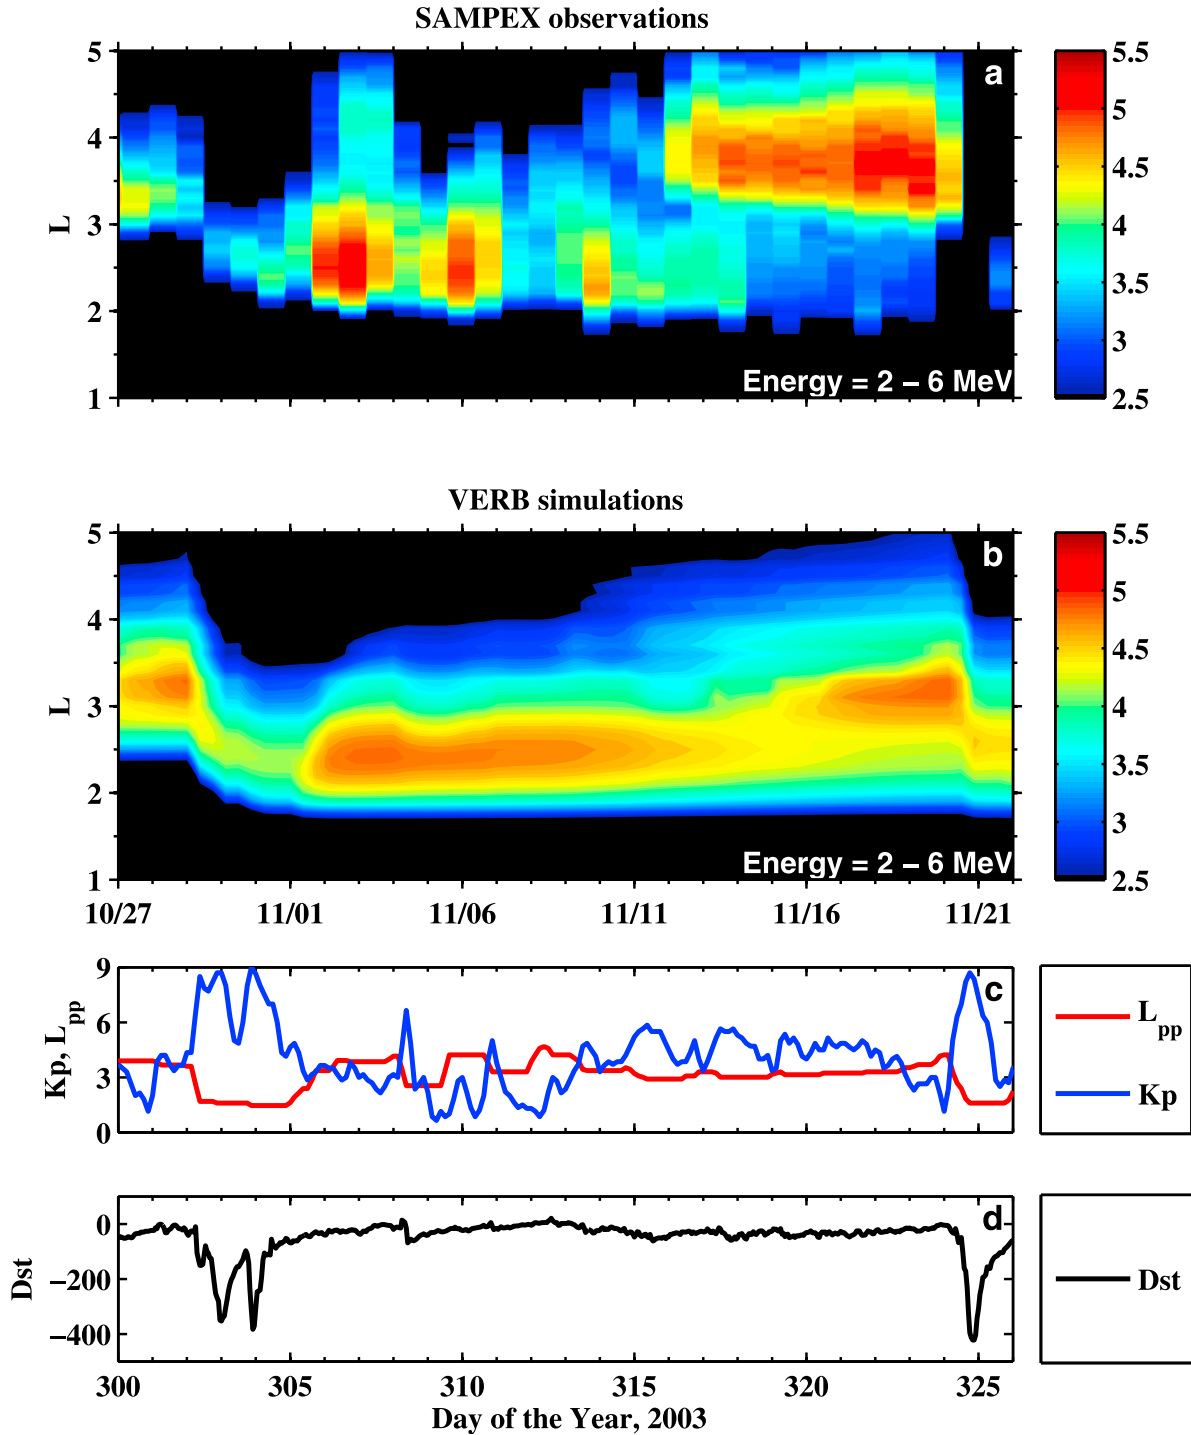 SAMPEX observations
5
4
3
2
1
L
a
Energy = 2 – 6 MeV
5.5
5
4.5
4
3.5
3
2.5
VERB simulations
5
4
3
2
1
L
b
Energy = 2 – 6 MeV
5.5
5
4.5
4
3.5
3
2.5
10/27 11/01 11/06 11/11 11/16 11/21
9
6
3
0
Kp, Lpp
c
Lpp
Kp
0
−200
−400
Dst
d
Dst
300 305 310 315 320 325
Day of the Year, 2003